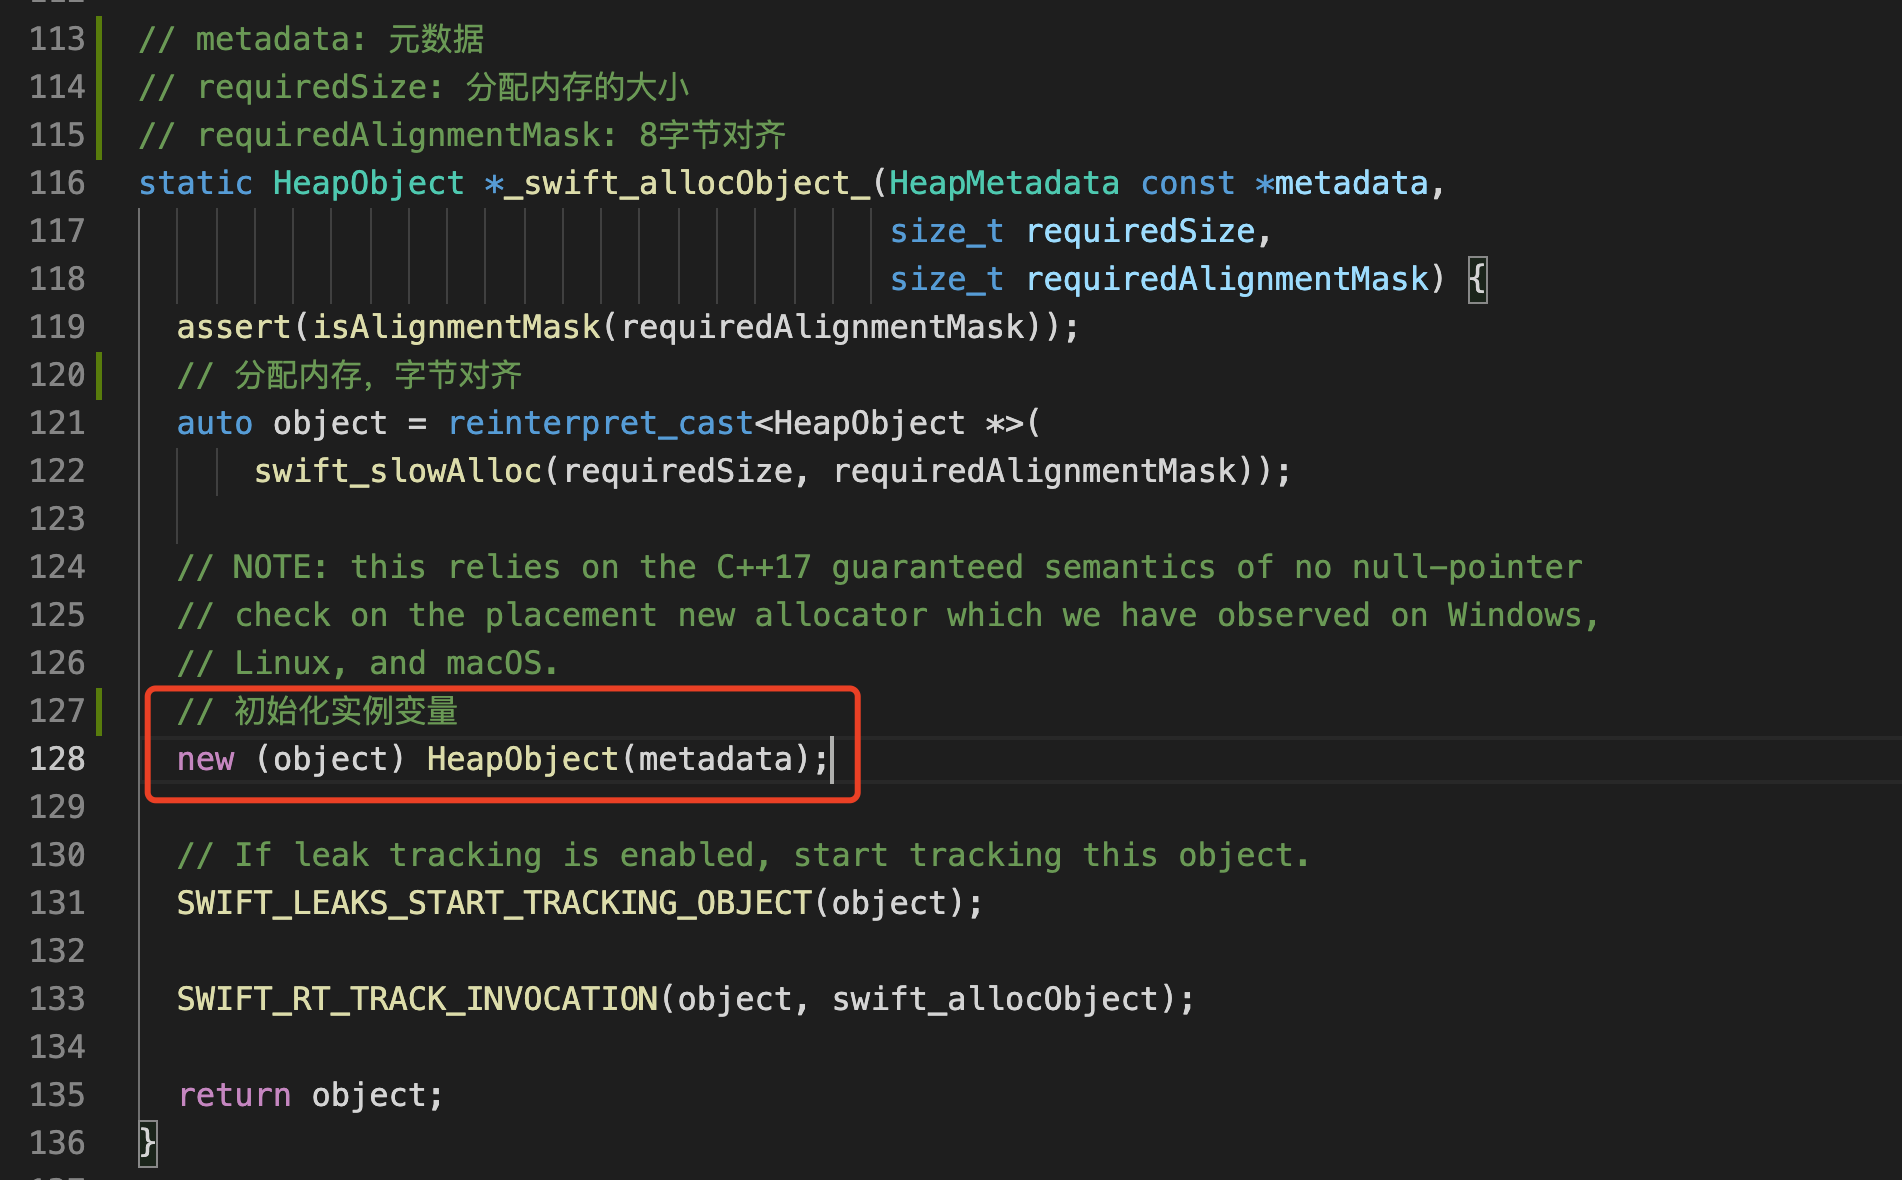 113 // metadata: 元数据
114 // requiredSize: 分配内存的大小
115 // requiredAlignmentMask: 8字节对齐
116 static HeapObject *_swift_allocObject_(HeapMetadata const *metadata,
117 size_t requiredSize,
118 size_t requiredAlignmentMask) {
119 assert(isAlignmentMask(requiredAlignmentMask));
120 // 分配内存，字节对齐
121 auto object = reinterpret_cast<HeapObject *>(
122 swift_slowAlloc(requiredSize, requiredAlignmentMask));
123
124 // NOTE: this relies on the C++17 guaranteed semantics of no null-pointer
125 // check on the placement new allocator which we have observed on Windows,
126 // Linux, and macOS.
127 // 初始化实例变量
128 new (object) HeapObject(metadata);
129
130 // If leak tracking is enabled, start tracking this object.
131 SWIFT_LEAKS_START_TRACKING_OBJECT(object);
132
133 SWIFT_RT_TRACK_INVOCATION(object, swift_allocObject);
134
135 return object;
136 }